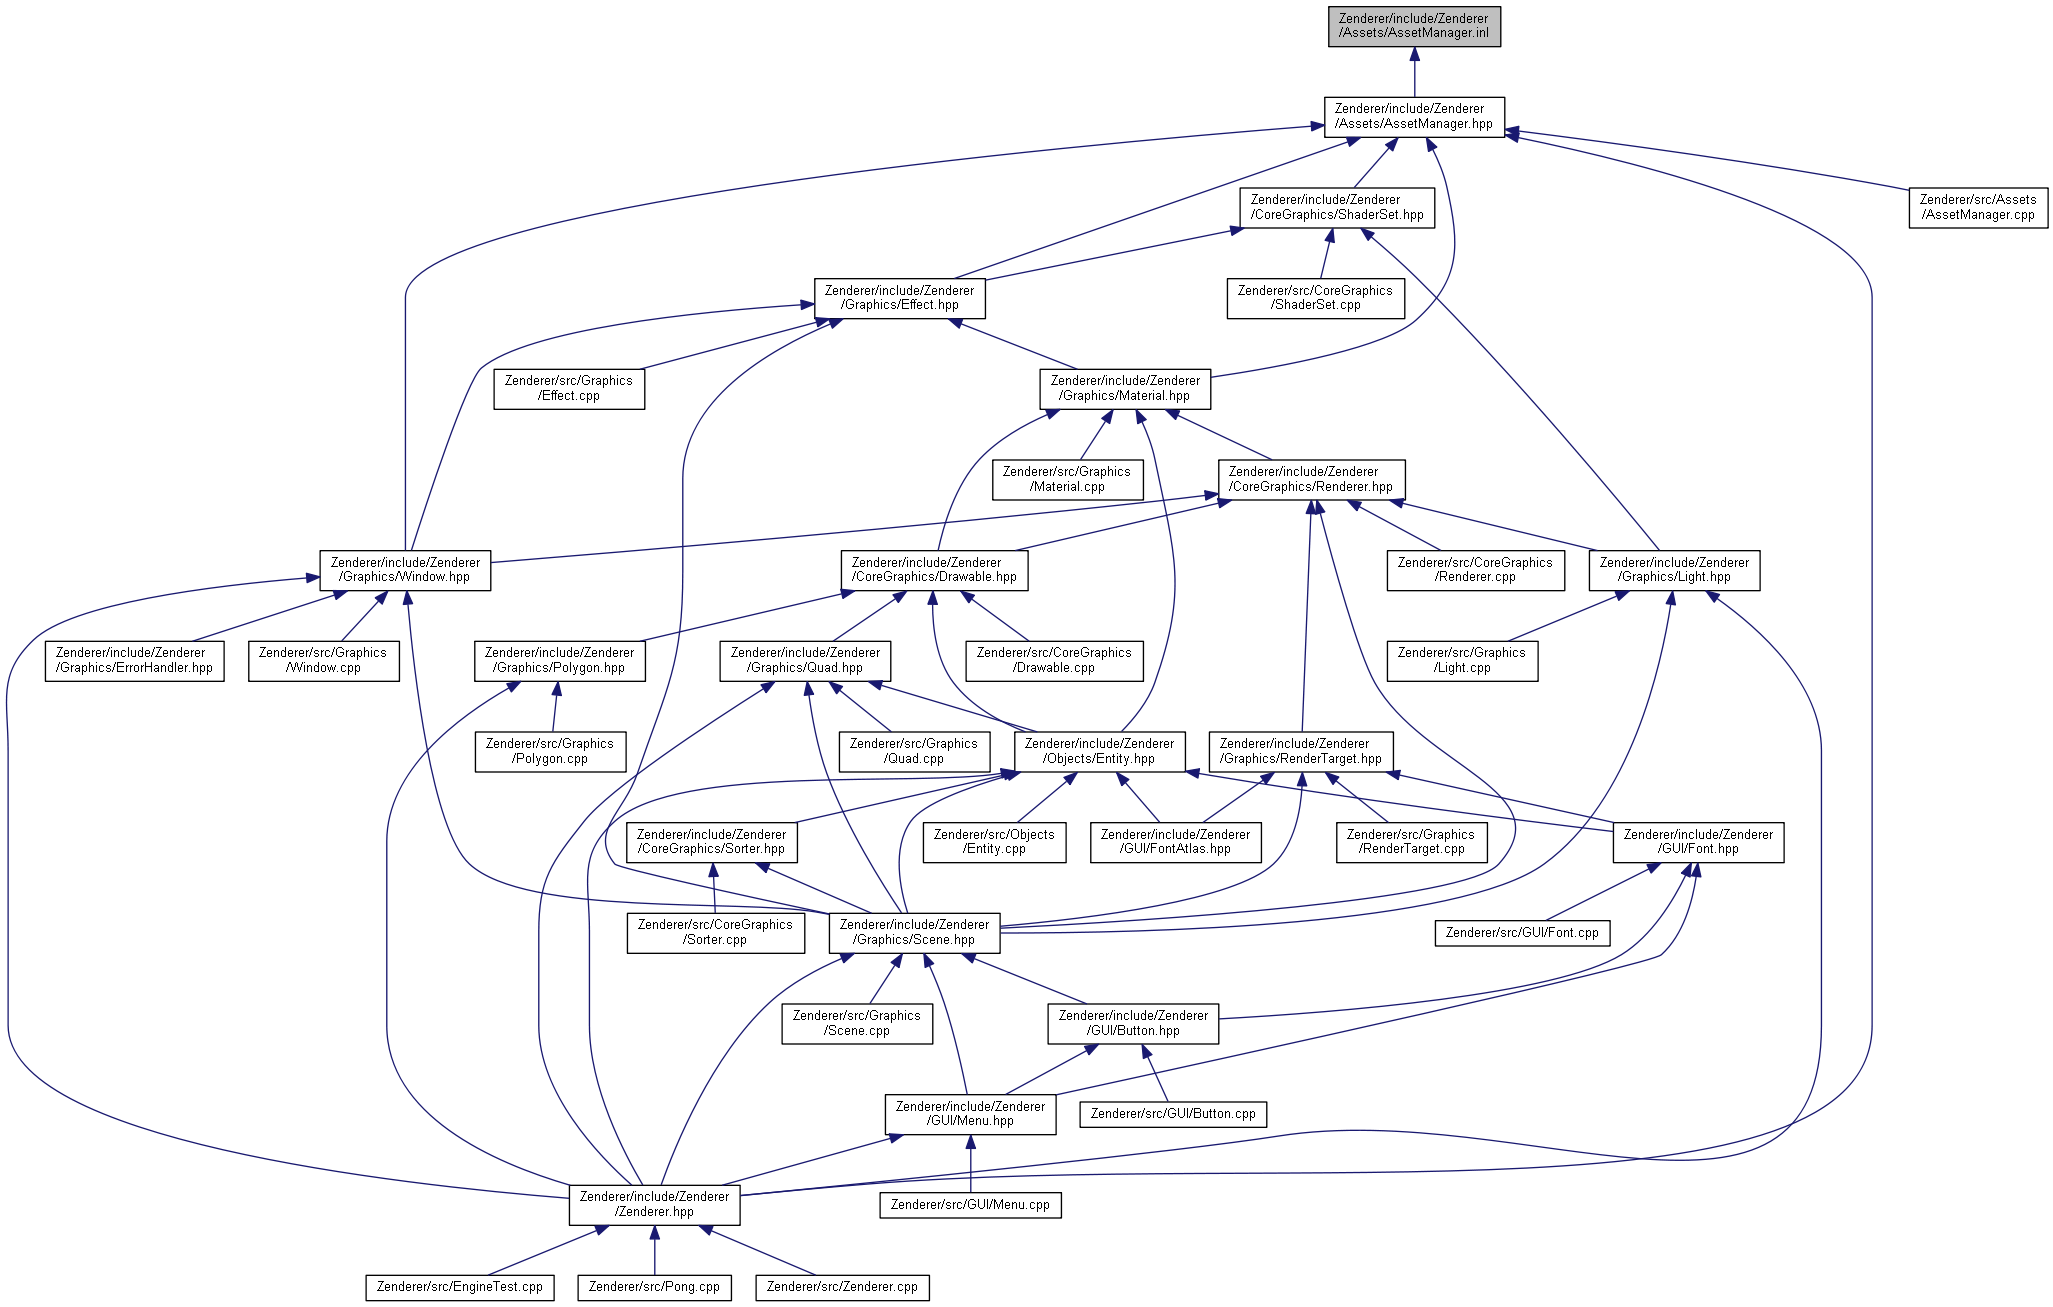 Zenderer/include/Zenderer
/Assets/AssetManager.inl
Zenderer/include/Zenderer
/Assets/AssetManager.hpp
Zenderer/include/Zenderer
/CoreGraphics/ShaderSet.hpp
Zenderer/src/Assets
/AssetManager.cpp
Zenderer/include/Zenderer
/Graphics/Effect.hpp
Zenderer/src/CoreGraphics
/ShaderSet.cpp
Zenderer/src/Graphics
/Effect.cpp
Zenderer/include/Zenderer
/Graphics/Material.hpp
Zenderer/src/Graphics
/Material.cpp
Zenderer/include/Zenderer
/CoreGraphics/Renderer.hpp
Zenderer/include/Zenderer
/Graphics/Window.hpp
Zenderer/include/Zenderer
/CoreGraphics/Drawable.hpp
Zenderer/src/CoreGraphics
/Renderer.cpp
Zenderer/include/Zenderer
/Graphics/Light.hpp
Zenderer/include/Zenderer
/Graphics/ErrorHandler.hpp
Zenderer/src/Graphics
/Window.cpp
Zenderer/include/Zenderer
/Graphics/Polygon.hpp
Zenderer/include/Zenderer
/Graphics/Quad.hpp
Zenderer/src/CoreGraphics
/Drawable.cpp
Zenderer/src/Graphics
/Light.cpp
Zenderer/src/Graphics
/Polygon.cpp
Zenderer/src/Graphics
/Quad.cpp
Zenderer/include/Zenderer
/Objects/Entity.hpp
Zenderer/include/Zenderer
/Graphics/RenderTarget.hpp
Zenderer/include/Zenderer
/CoreGraphics/Sorter.hpp
Zenderer/src/Objects
/Entity.cpp
Zenderer/include/Zenderer
/GUI/FontAtlas.hpp
Zenderer/src/Graphics
/RenderTarget.cpp
Zenderer/include/Zenderer
/GUI/Font.hpp
Zenderer/src/CoreGraphics
/Sorter.cpp
Zenderer/include/Zenderer
/Graphics/Scene.hpp
Zenderer/src/GUI/Font.cpp
Zenderer/src/Graphics
/Scene.cpp
Zenderer/include/Zenderer
/GUI/Button.hpp
Zenderer/include/Zenderer
/GUI/Menu.hpp
Zenderer/src/GUI/Button.cpp
Zenderer/include/Zenderer
/Zenderer.hpp
Zenderer/src/GUI/Menu.cpp
Zenderer/src/EngineTest.cpp
Zenderer/src/Pong.cpp
Zenderer/src/Zenderer.cpp